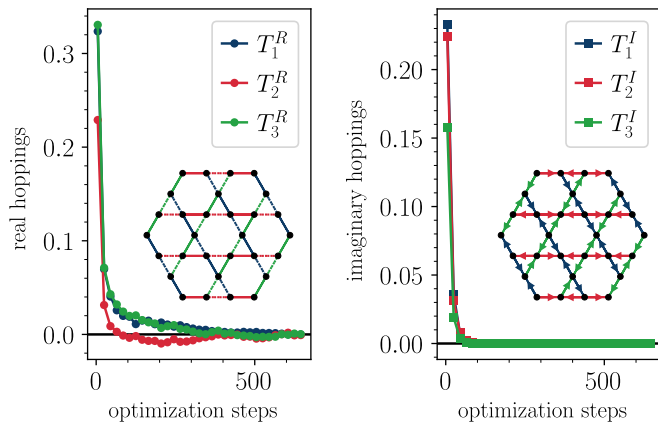 real hoppings
0.3
0.2
0.1
0.0
T_1^R
T_2^R
T_3^R
0
500
optimization steps
imaginary hoppings
0.20
0.15
0.10
0.05
0.00
T_1^I
T_2^I
T_3^I
0
500
optimization steps